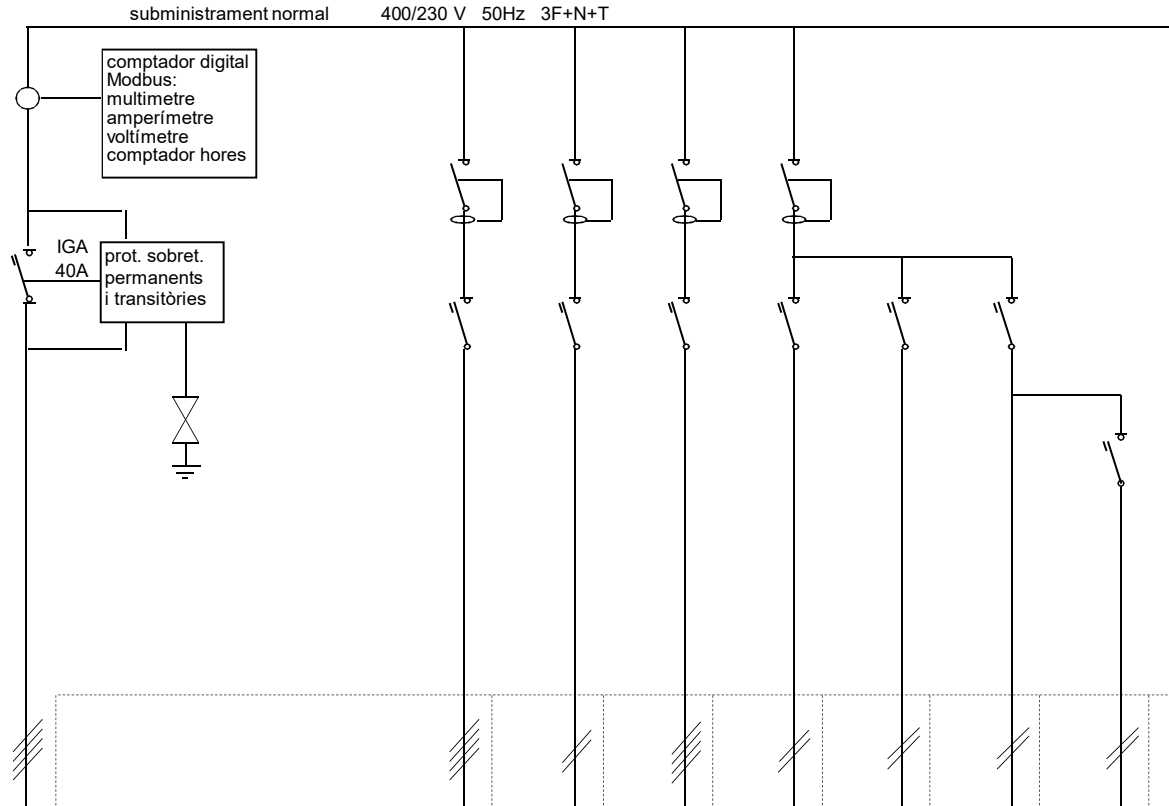 subministrament normal 400/230 V 50Hz 3F+N+T
comptador digital
Modbus:
multimetre
amperímetre
voltímetre
comptador hores
IGA
40A
prot. sobret.
permanents
i transitòries